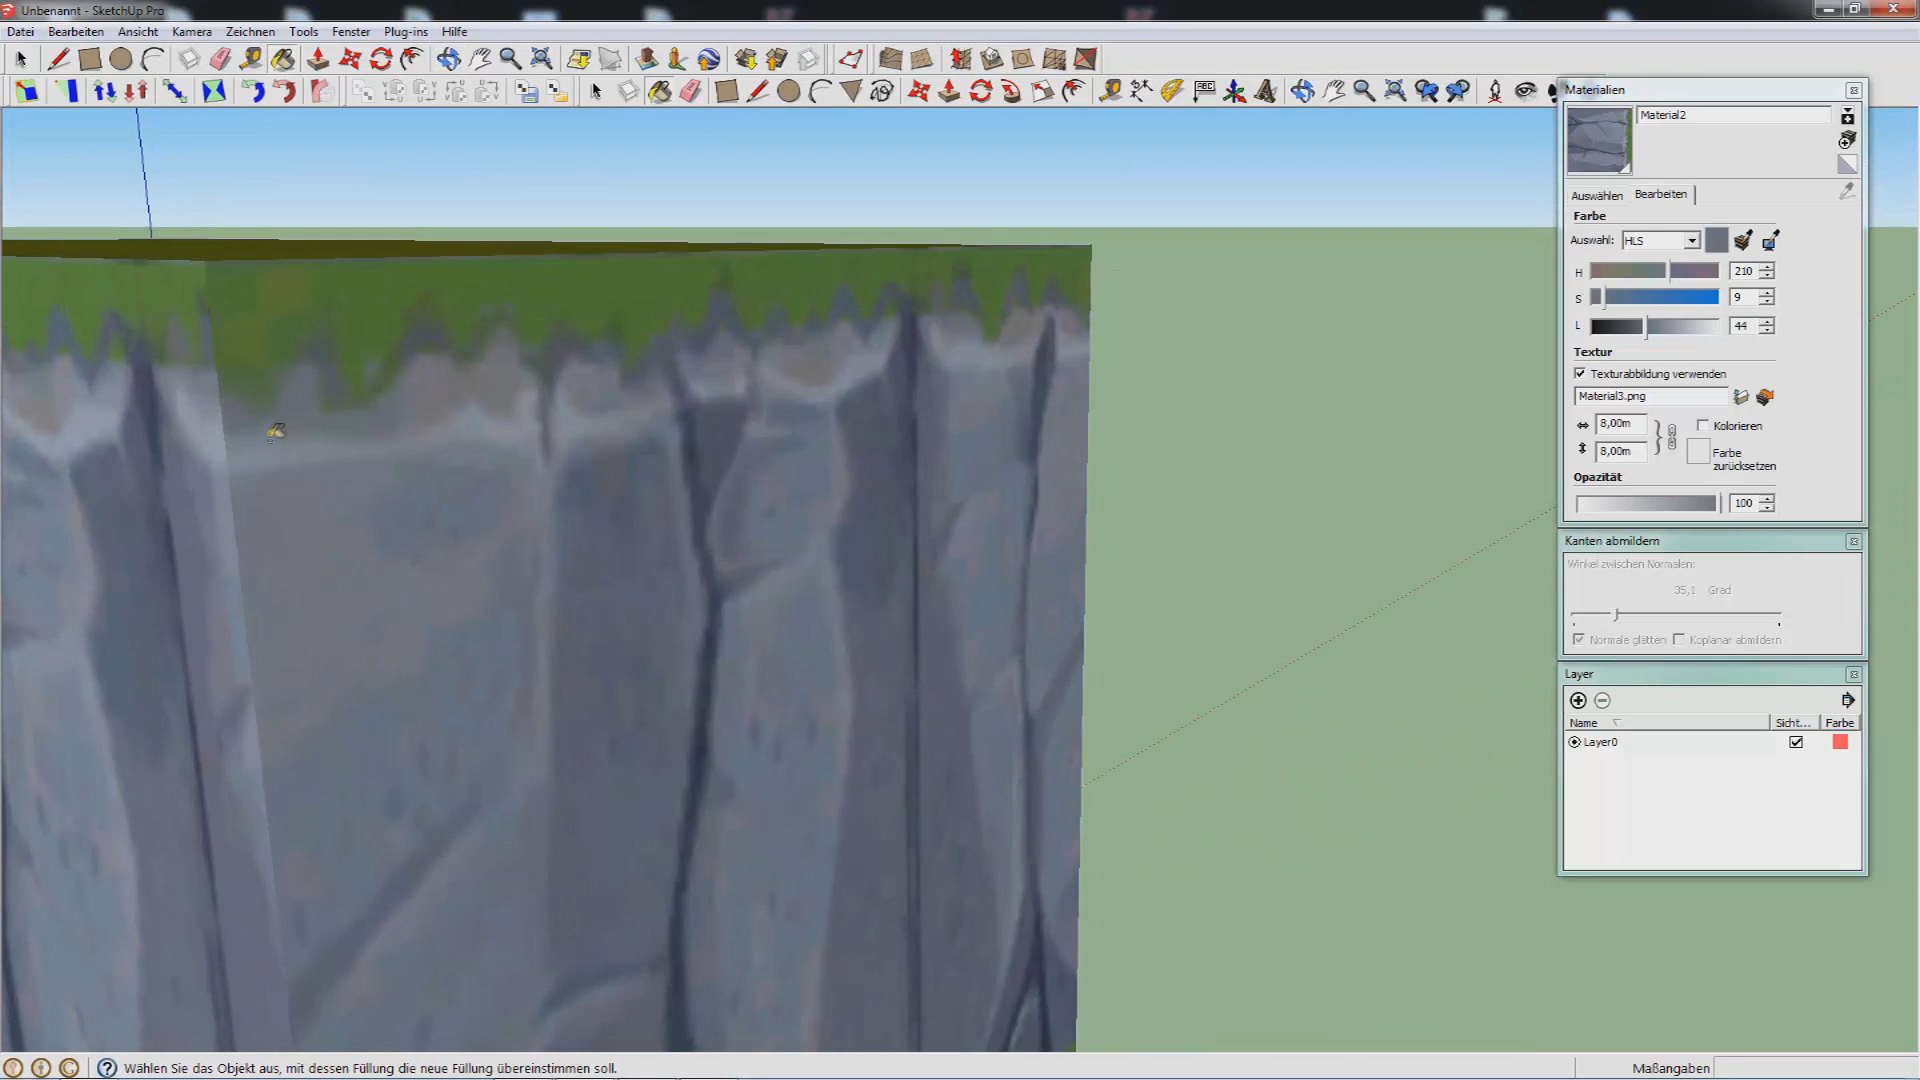 Unbenannt - SketchUp Pro
Datei Bearbeiten Ansicht Kamera Zeichnen Tools Fenster Plug-ins Hilfe
ABC
Materialien
Material2
Auswählen Bearbeiten
Farbe
Auswahl: HLS
H 210
S 9
L 44
Textur
Texturabbildung verwenden
Material3.png
8,00m Kolorieren
8,00m Farbe zurücksetzen
Opazität
100
Kanten abmildern
Winkel zwischen Normalen:
35,1 Grad
Normale glätten Koplanar abmildern
Layer
Name Sicht... Farbe
Layer0
Wählen Sie das Objekt aus, mit dessen Füllung die neue Füllung übereinstimmen soll. Maßangaben